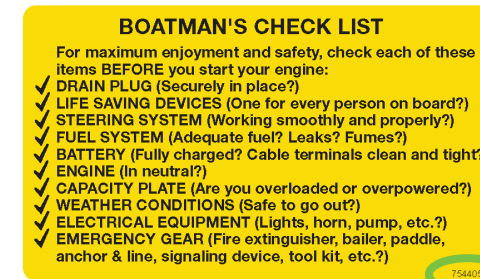 BOATMAN'S CHECK LIST
For maximum enjoyment and safety, check each of these
items BEFORE you start your engine:
DRAIN PLUG (Securely in place?)
LIFE SAVING DEVICES (One for every person on board?)
STEERING SYSTEM (Working smoothly and properly?)
FUEL SYSTEM (Adequate fuel? Leaks? Fumes?)
BATTERY (Fully charged? Cable terminals clean and tight?
ENGINE (In neutral?)
CAPACITY PLATE (Are you overloaded or overpowered?)
WEATHER CONDITIONS (Safe to go out?)
ELECTRICAL EQUIPMENT (Lights, horn, pump, etc.?)
EMERGENCY GEAR (Fire extinguisher, bailer, paddle,
anchor & line, signaling device, tool kit, etc.?)